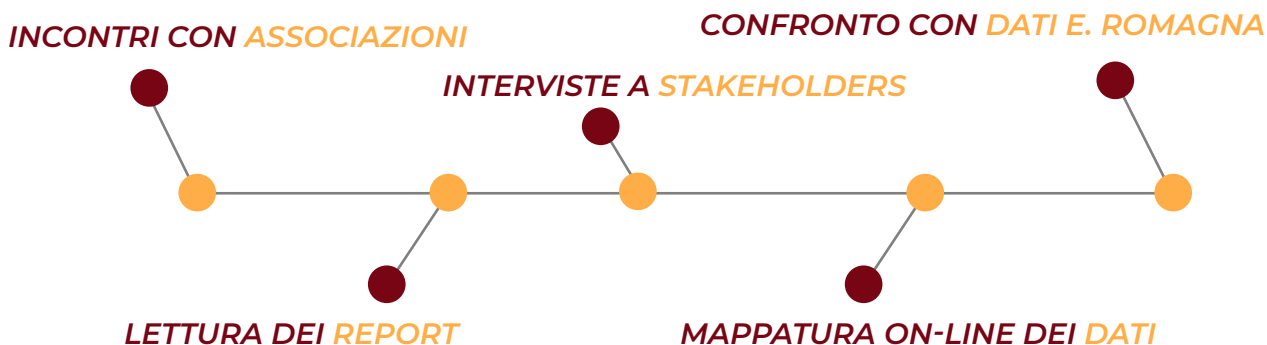 INCONTRI CON ASSOCIAZIONI
CONFRONTO CON DATI E. ROMAGNA
INTERVISTE A STAKEHOLDERS
LETTURA DEI REPORT
MAPPATURA ON-LINE DEI DATI